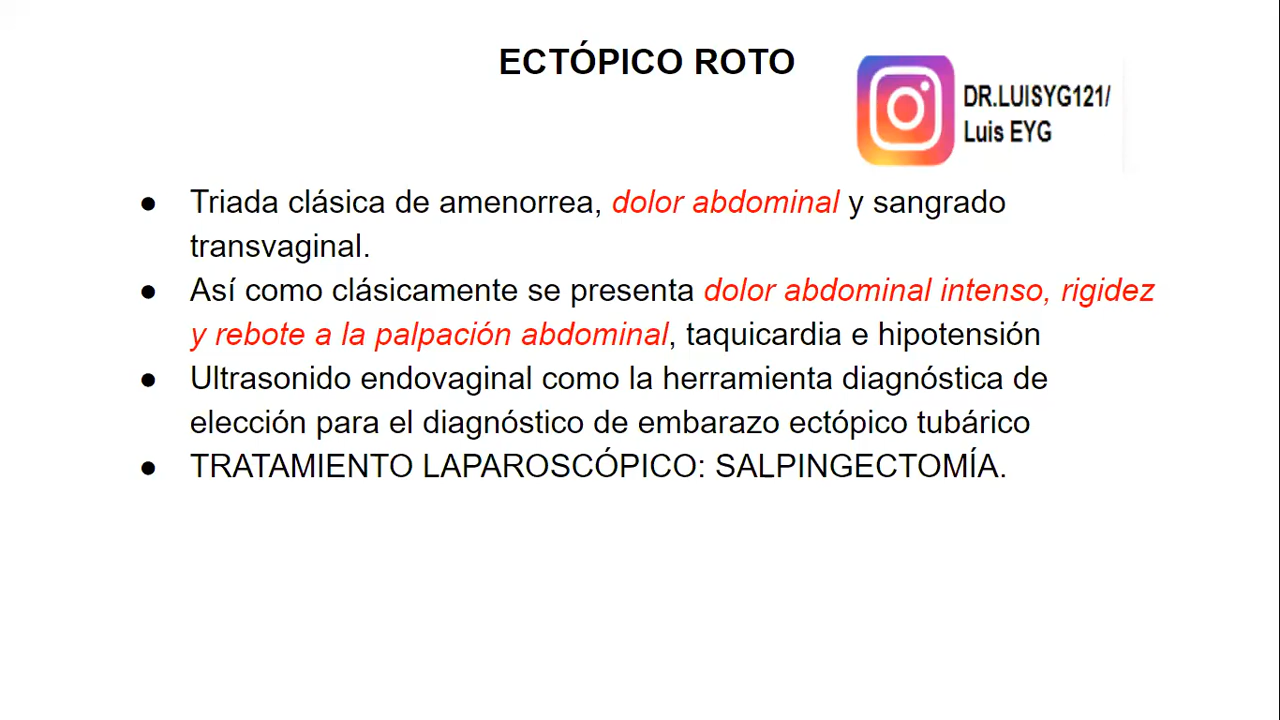 ECTÓPICO ROTO
DR.LUISYG121/
Luis EYG
● Triada clásica de amenorrea, dolor abdominal y sangrado
transvaginal.
● Así como clásicamente se presenta dolor abdominal intenso, rigidez
y rebote a la palpación abdominal, taquicardia e hipotensión
● Ultrasonido endovaginal como la herramienta diagnóstica de
elección para el diagnóstico de embarazo ectópico tubárico
● TRATAMIENTO LAPAROSCÓPICO: SALPINGECTOMÍA.